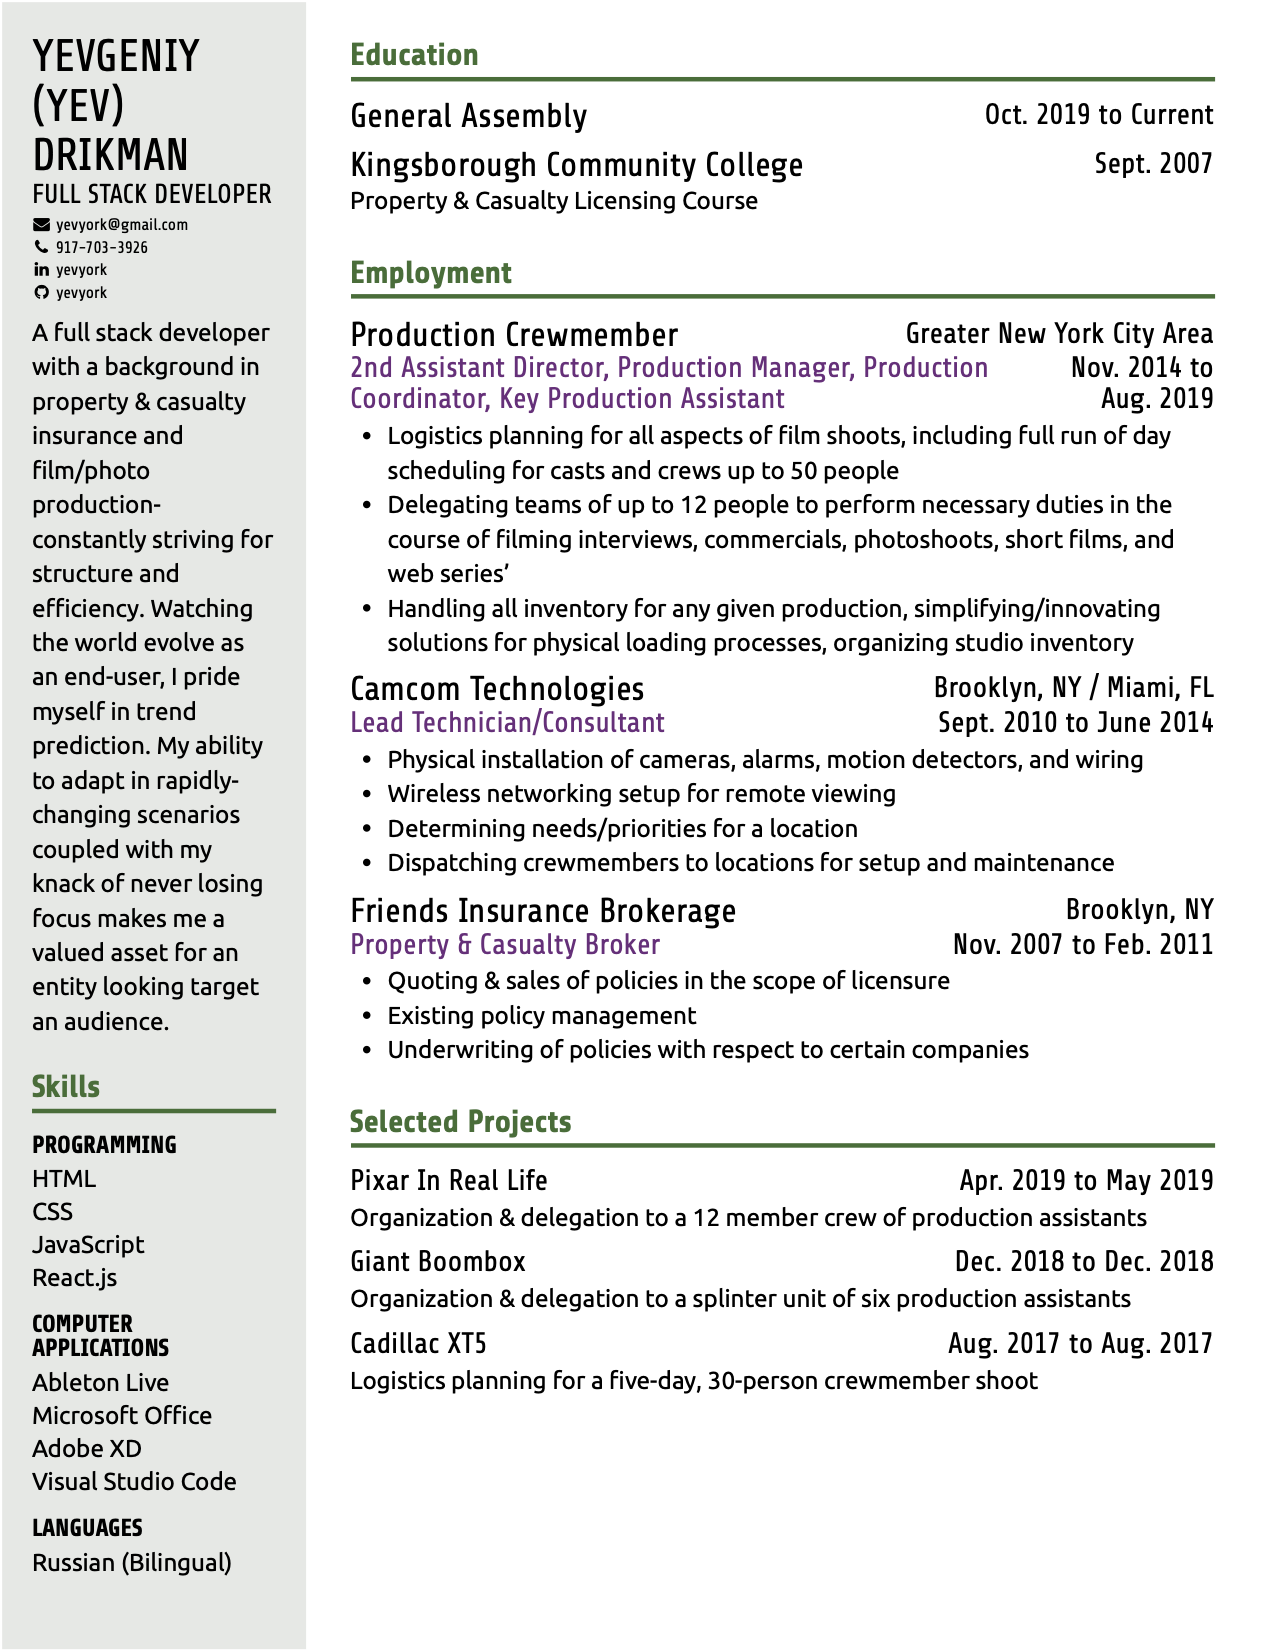 YEVGENIY
(YEV)
DRIKMAN
FULL STACK DEVELOPER
yevyork@gmail.com
917-703-3926
yevyork
yevyork
A full stack developer
with a background in
property & casualty
insurance and
film/photo
production-
constantly striving for
structure and
efficiency. Watching
the world evolve as
an end-user, I pride
myself in trend
prediction. My ability
to adapt in rapidly-
changing scenarios
coupled with my
knack of never losing
focus makes me a
valued asset for an
entity looking target
an audience.
Skills
PROGRAMMING
HTML
CSS
JavaScript
React.js
COMPUTER
APPLICATIONS
Ableton Live
Microsoft Office
Adobe XD
Visual Studio Code
LANGUAGES
Russian (Bilingual)
Education
General Assembly Oct. 2019 to Current
Kingsborough Community College Sept. 2007
Property & Casualty Licensing Course
Employment
Production Crewmember Greater New York City Area
2nd Assistant Director, Production Manager, Production Nov. 2014 to
Coordinator, Key Production Assistant Aug. 2019
• Logistics planning for all aspects of film shoots, including full run of day
scheduling for casts and crews up to 50 people
• Delegating teams of up to 12 people to perform necessary duties in the
course of filming interviews, commercials, photoshoots, short films, and
web series’
• Handling all inventory for any given production, simplifying/innovating
solutions for physical loading processes, organizing studio inventory
Camcom Technologies Brooklyn, NY / Miami, FL
Lead Technician/Consultant Sept. 2010 to June 2014
• Physical installation of cameras, alarms, motion detectors, and wiring
• Wireless networking setup for remote viewing
• Determining needs/priorities for a location
• Dispatching crewmembers to locations for setup and maintenance
Friends Insurance Brokerage Brooklyn, NY
Property & Casualty Broker Nov. 2007 to Feb. 2011
• Quoting & sales of policies in the scope of licensure
• Existing policy management
• Underwriting of policies with respect to certain companies
Selected Projects
Pixar In Real Life Apr. 2019 to May 2019
Organization & delegation to a 12 member crew of production assistants
Giant Boombox Dec. 2018 to Dec. 2018
Organization & delegation to a splinter unit of six production assistants
Cadillac XT5 Aug. 2017 to Aug. 2017
Logistics planning for a five-day, 30-person crewmember shoot